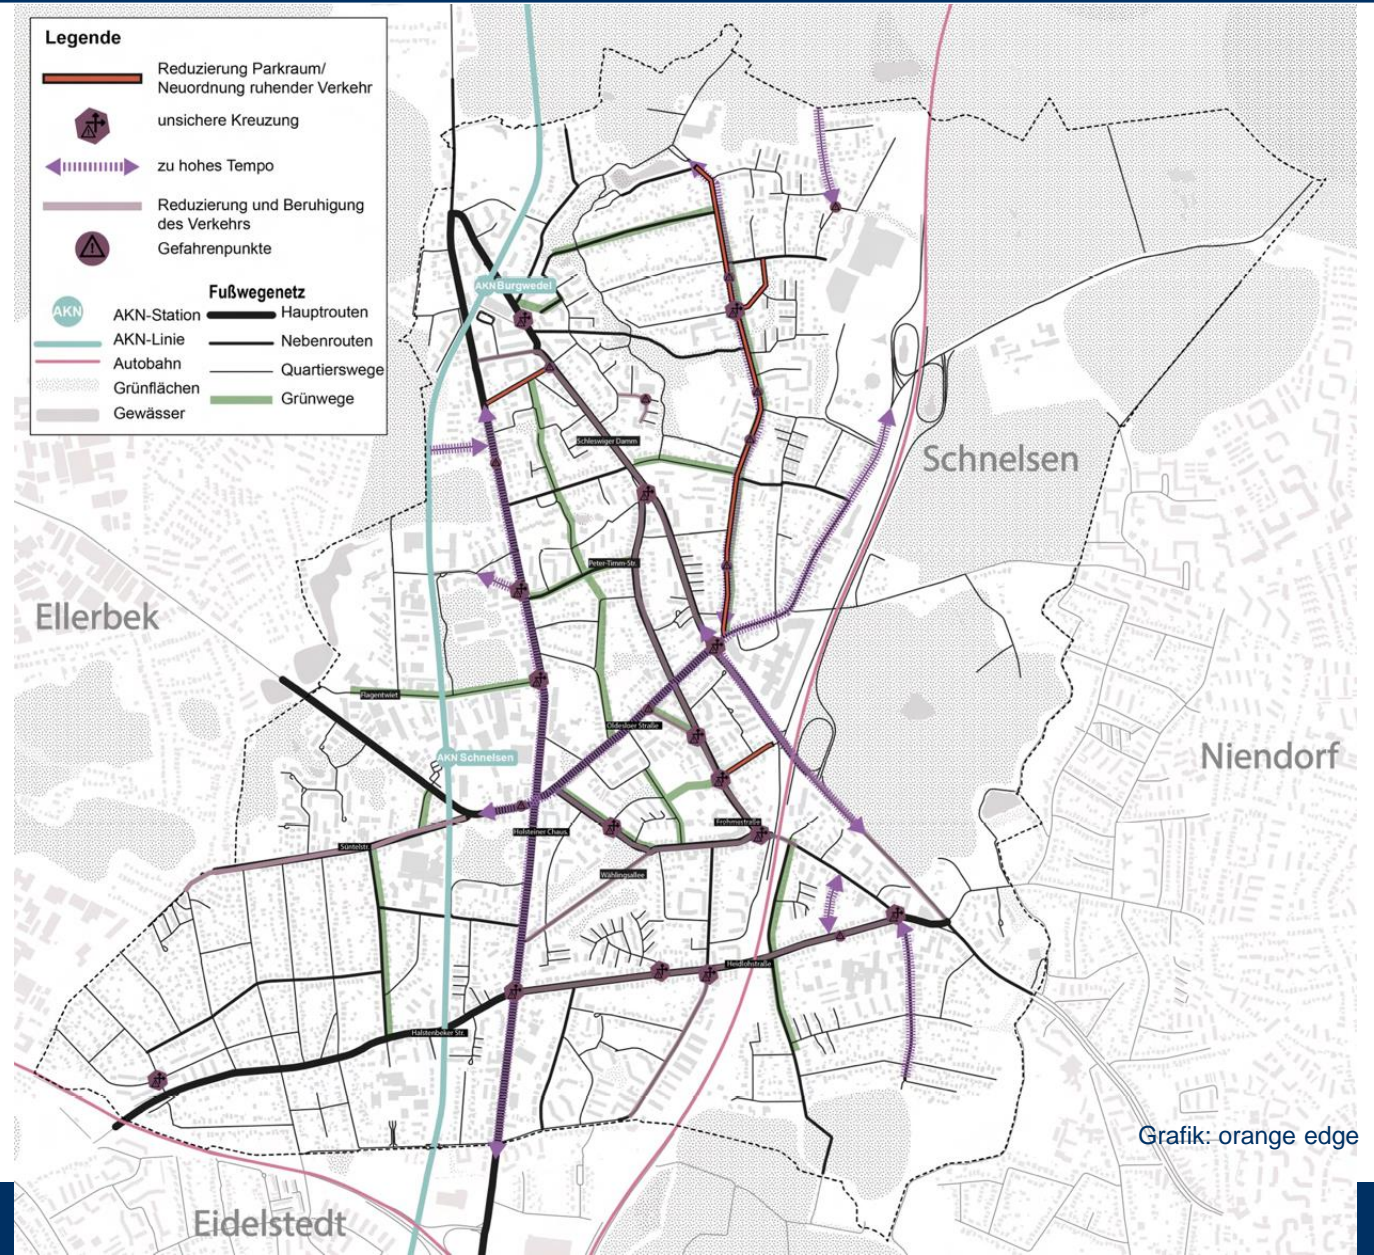 Legende
Reduzierung Parkraum/
Neuordnung ruhender Verkehr
unsichere Kreuzung
zu hohes Tempo
Reduzierung und Beruhigung
des Verkehrs
Gefahrenpunkte
Fußwegenetz
AKN
AKN-Station
Hauptrouten
AKN-Linie
Nebenrouten
Autobahn
Quartierswege
Grünflächen
Grünwege
Gewässer
AKN Burgwedel
Schleswiger Damm
Schnelsen
Peter-Timm-Str.
Ellerbek
Flagentwiet
Oldesloer Straße
AKN Schnelsen
Niendorf
Holsteiner Chaus.
Frohmestraße
Süntelstr.
Wählingsallee
Heidlohstraße
Halstenbeker Str.
Grafik: orange edge
Eidelstedt